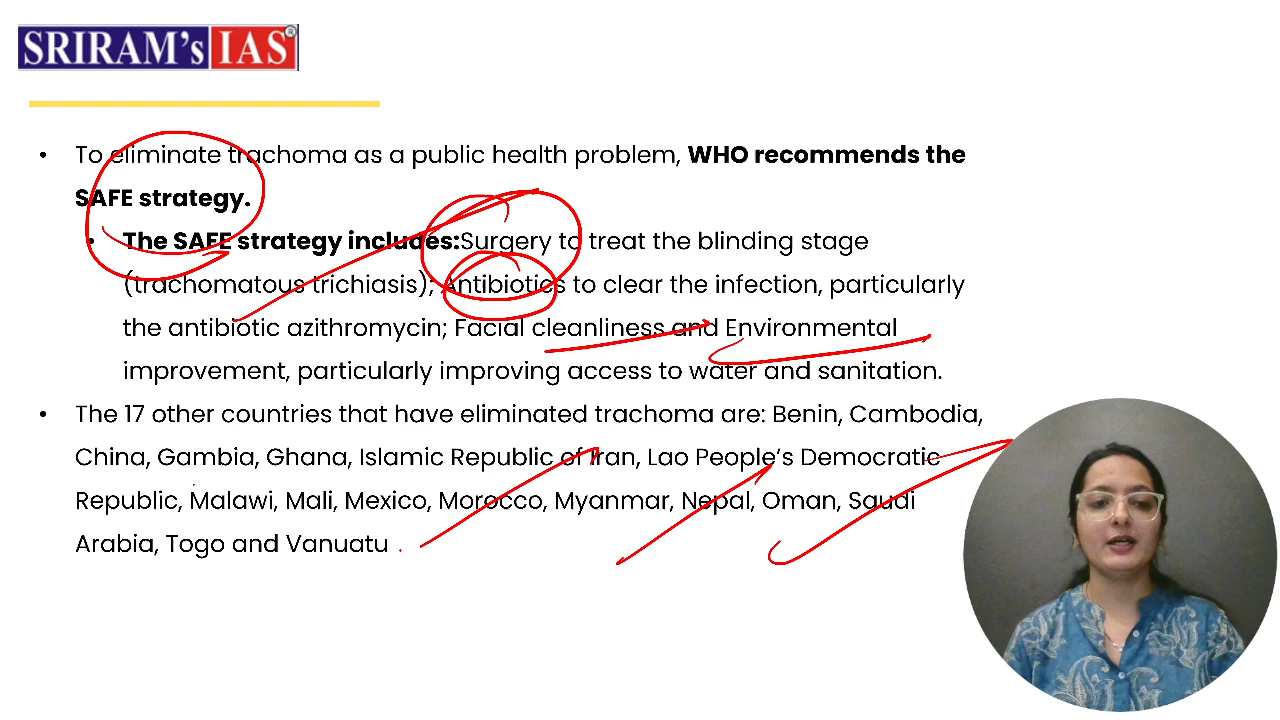 SRIRAM's IAS®
• To eliminate trachoma as a public health problem, WHO recommends the
SAFE strategy.
• The SAFE strategy includes:Surgery to treat the blinding stage
(trachomatous trichiasis); Antibiotics to clear the infection, particularly
the antibiotic azithromycin; Facial cleanliness and Environmental
improvement, particularly improving access to water and sanitation.
• The 17 other countries that have eliminated trachoma are: Benin, Cambodia,
China, Gambia, Ghana, Islamic Republic of Iran, Lao People’s Democratic
Republic, Malawi, Mali, Mexico, Morocco, Myanmar, Nepal, Oman, Saudi
Arabia, Togo and Vanuatu